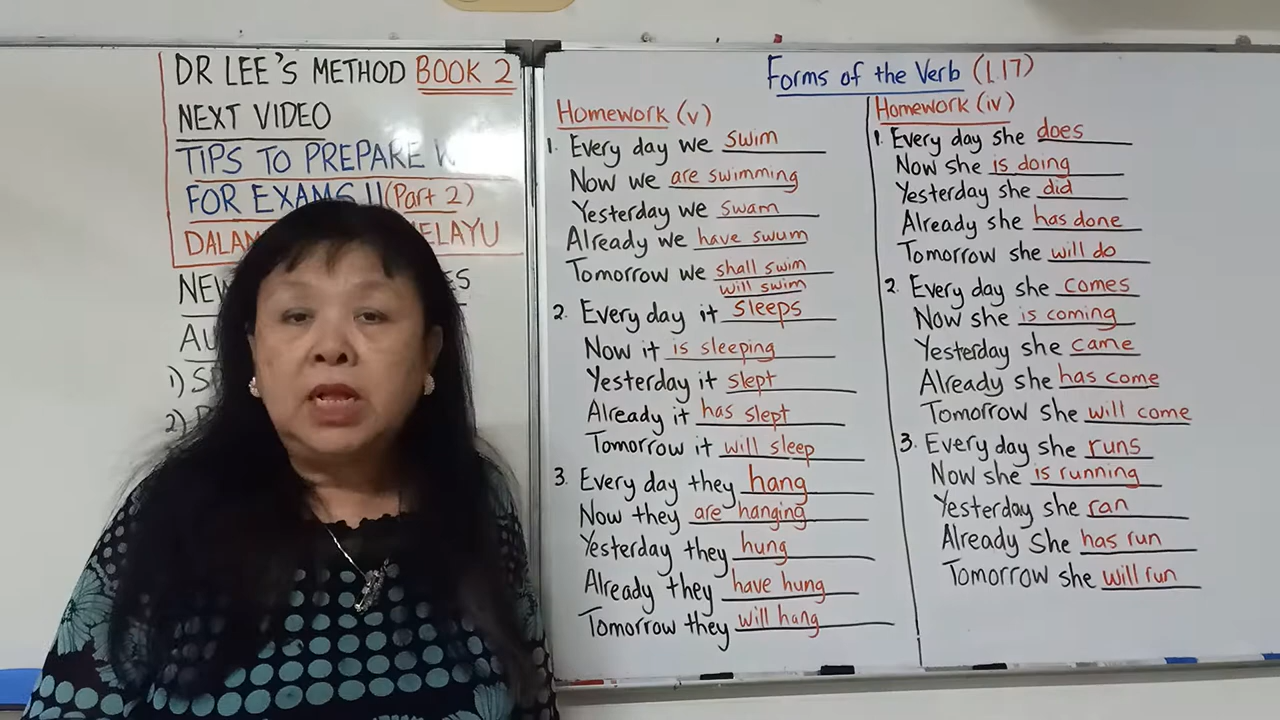 DR LEE'S METHOD BOOK 2
NEXT VIDEO
TIPS TO PREPARE
FOR EXAMS II (Part 2)
Forms of the Verb (1.17)
Homework (v)
1. Every day we swim
Now we are swimming
Yesterday we swam
Already we have swum
Tomorrow we shall swim
will swim
2. Every day it sleeps
Now it is sleeping
Yesterday it slept
Already it has slept
Tomorrow it will sleep
3. Every day they hang
Now they are hanging
Yesterday they hung
Already they have hung
Tomorrow they will hang
Homework (iv)
1. Every day she does
Now she is doing
Yesterday she did
Already she has done
Tomorrow she will do
2. Every day she comes
Now she is coming
Yesterday she came
Already she has come
Tomorrow she will come
3. Every day she runs
Now she is running
Yesterday she ran
Already she has run
Tomorrow she will run